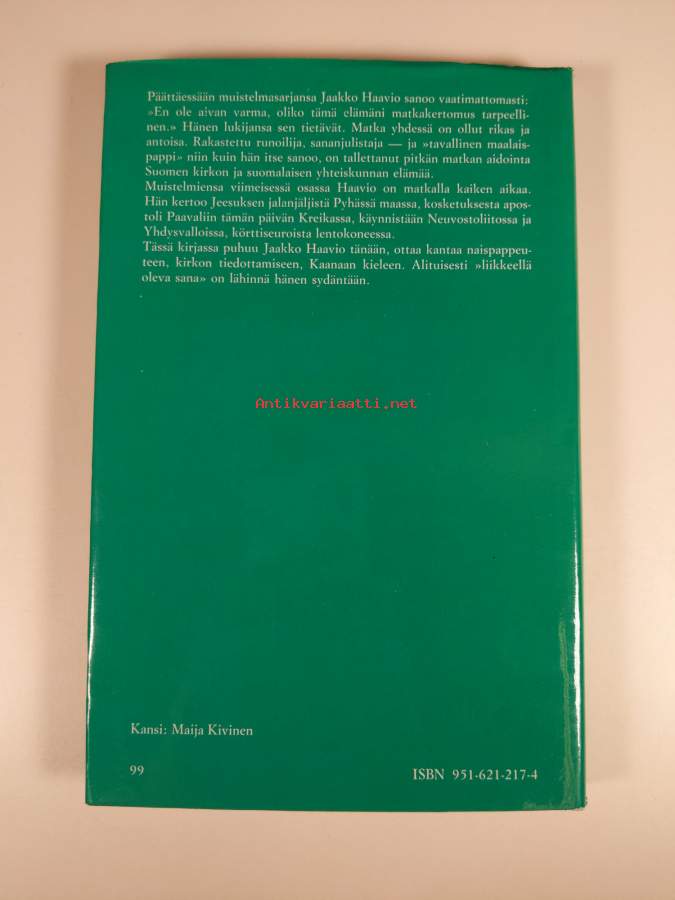 Päättäessään muistelmasarjansa Jaakko Haavio sanoo vaatimattomasti:
»En ole aivan varma, oliko tämä elämäni matkakertomus tarpeelli-
nen.» Hänen lukijansa sen tietävät. Matka yhdessä on ollut rikas ja
antoisa. Rakastettu runoilija, sananjulistaja — ja »tavallinen maalais-
pappi» niin kuin hän itse sanoo, on tallettanut pitkän matkan aidointa
Suomen kirkon ja suomalaisen yhteiskunnan elämää.
Muistelmiensa viimeisessä osassa Haavio on matkalla kaiken aikaa.
Hän kertoo Jeesuksen jalanjäljistä Pyhässä maassa, kosketuksesta apos-
toli Paavaliin tämän päivän Kreikassa, käynnistään Neuvostoliitossa ja
Yhdysvalloissa, körttiseuroista lentokoneessa.
Tässä kirjassa puhuu Jaakko Haavio tänään, ottaa kantaa naispappeu-
teen, kirkon tiedottamiseen, Kaanaan kieleen. Alituisesti »liikkeellä
oleva sana» on lähinnä hänen sydäntään.
Antikvariaatti.net
Kansi: Maija Kivinen
99
ISBN 951-621-217-4